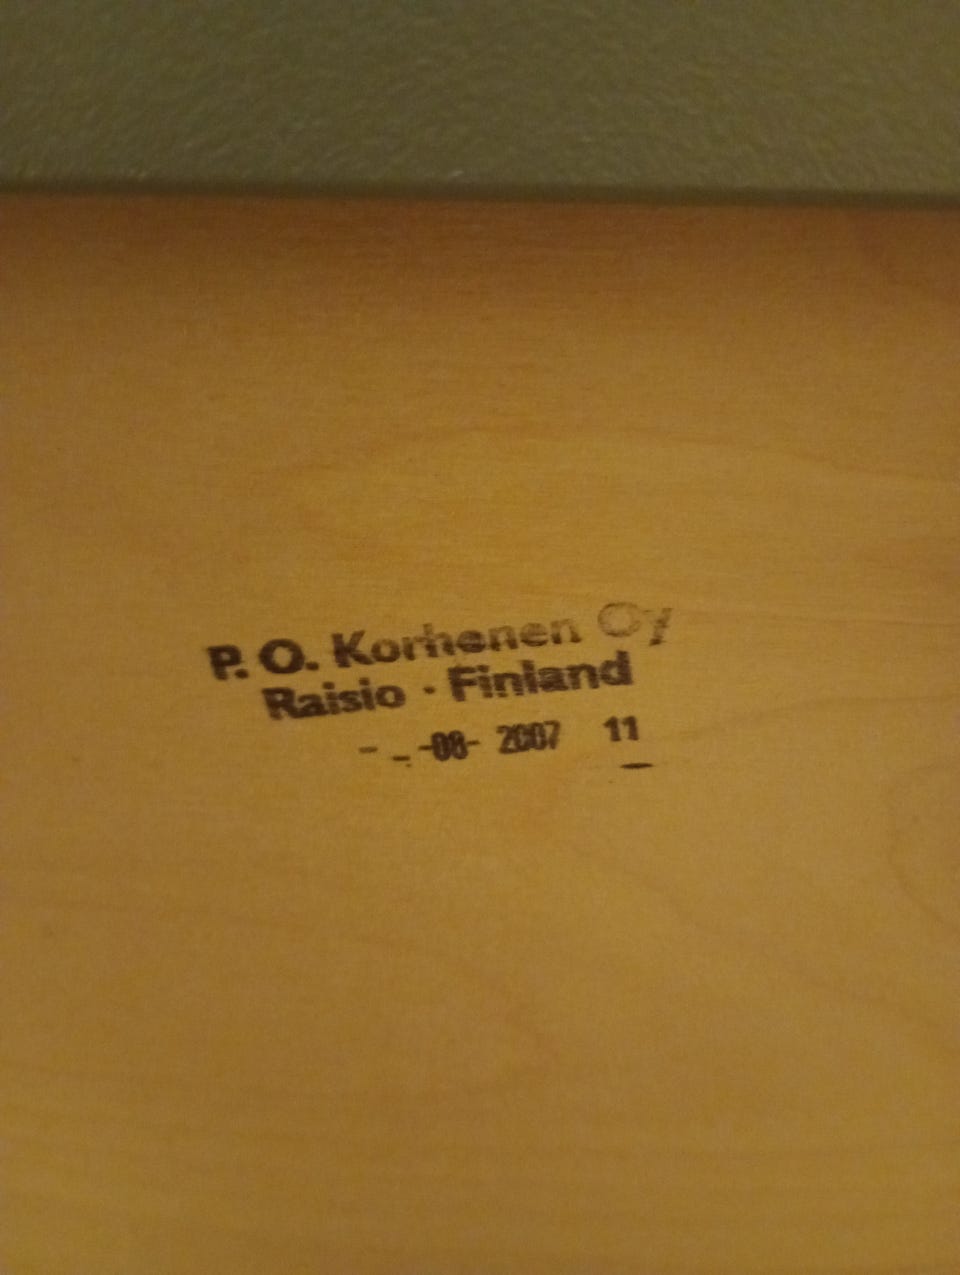 P. O. Korhonen Oy
Raisio · Finland
- - -08- 2007 11